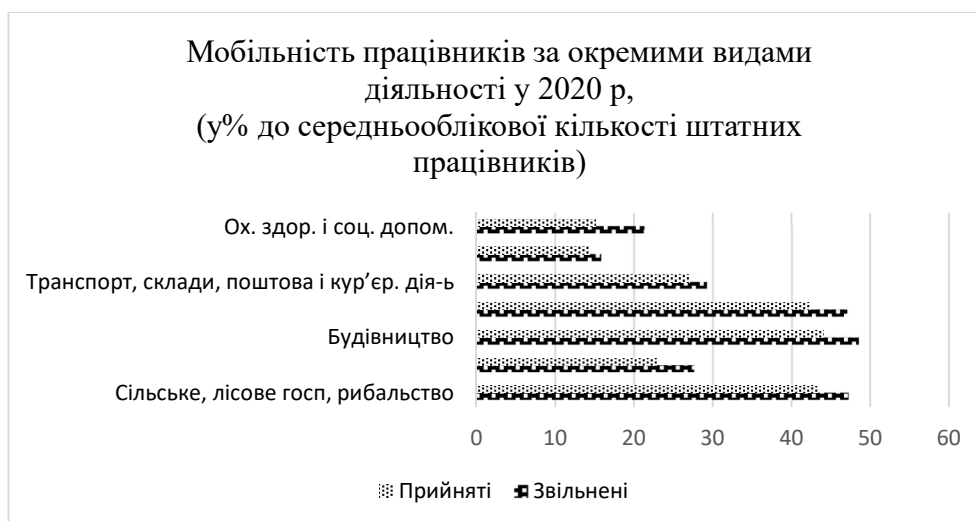 Мобільність працівників за окремими видами
діяльності у 2020 р,
(у% до середньооблікової кількості штатних
працівників)
Ох. здор. і соц. допом.
Транспорт, склади, поштова і кур’єр. дія-ь
Будівництво
Сільське, лісове госп, рибальство
0 10 20 30 40 50 60
Прийняті Звільнені